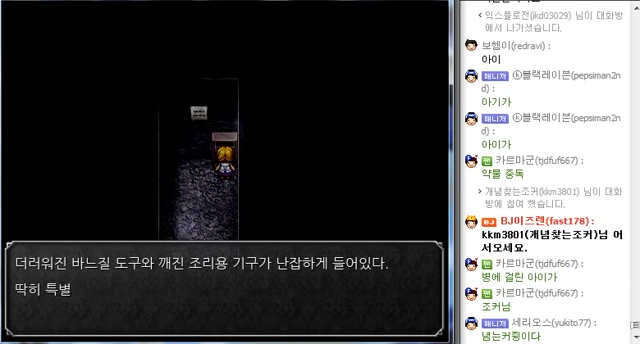 더러워진 바느질 도구와 깨진 조리용 기구가 난잡하게 들어있다.
딱히 특별
익스플로전(jkd03029) 님이 대화방
에서 나가셨습니다.
보헴이(redravi) :
아이
매니저 ⓚ블랙레이븐(pepsiman2n
d) :
아기가
매니저 ⓚ블랙레이븐(pepsiman2n
d) :
아이가
팬 카르마군(tjdfuf667) :
약물 중독
개념찾는조커(kkm3801) 님이 대화
방에 참여 했습니다.
BJ BJ이즈렌(fast178) :
kkm3801(개념찾는조커)님 어
서오세요.
팬 카르마군(tjdfuf667) :
병에 걸린 아이가
팬 카르마군(tjdfuf667) :
조커님
매니저 세리오스(yukito77) :
넘는커즹이다